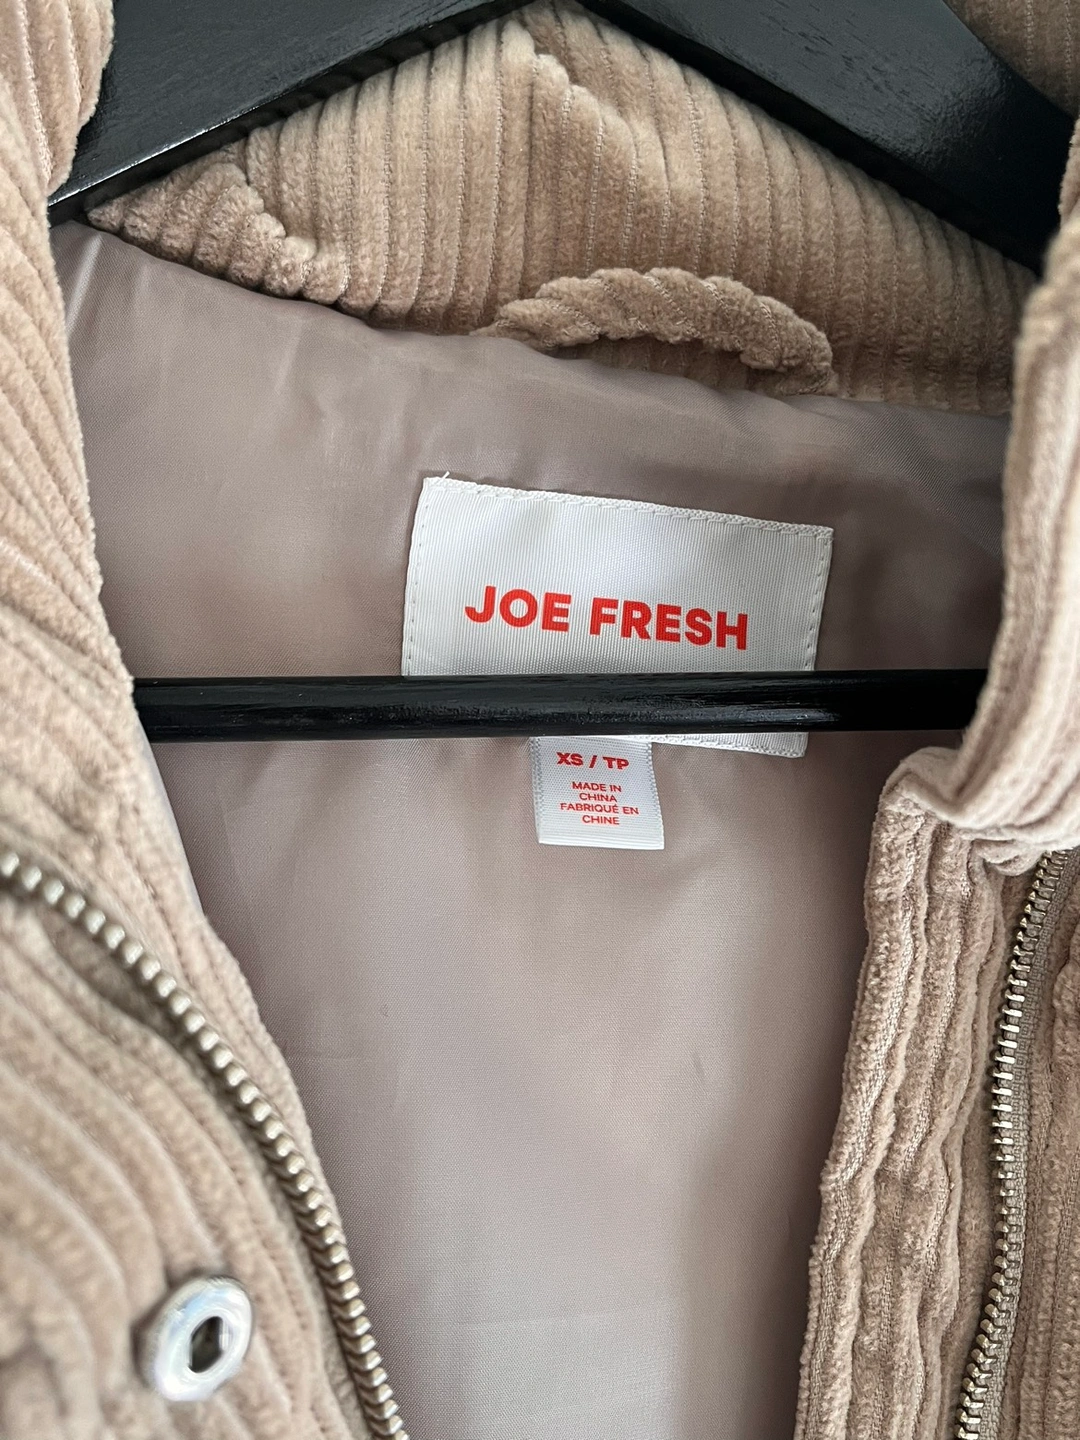 JOE FRESH
XS / TP
MADE IN
CHINA
FABRIQUÉ EN
CHINE